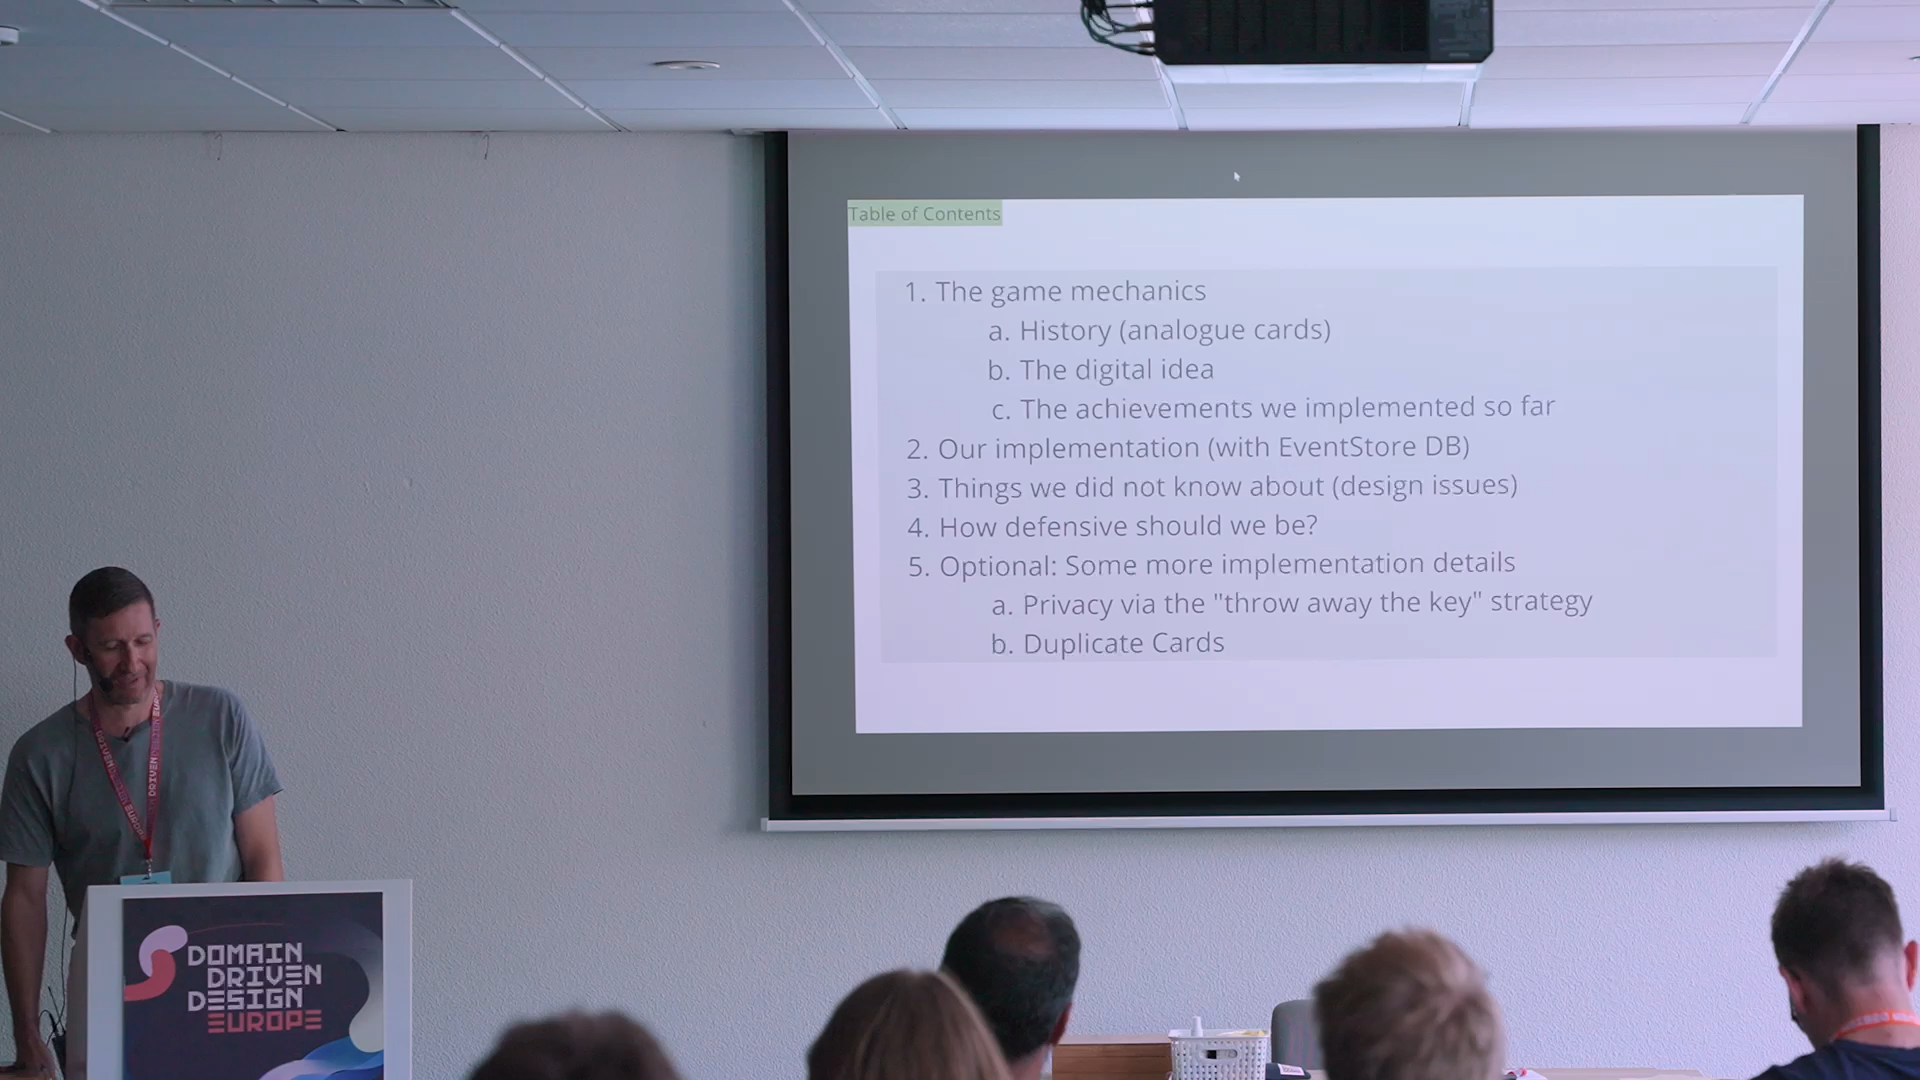 Table of Contents
1. The game mechanics
a. History (analogue cards)
b. The digital idea
c. The achievements we implemented so far
2. Our implementation (with EventStore DB)
3. Things we did not know about (design issues)
4. How defensive should we be?
5. Optional: Some more implementation details
a. Privacy via the "throw away the key" strategy
b. Duplicate Cards
DOMAIN
DRIVEN
DESIGN
EUROPE